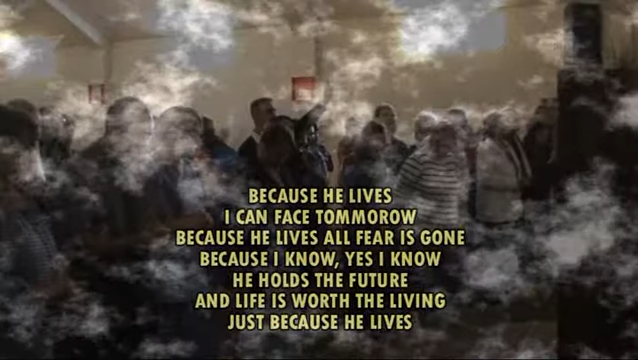 BECAUSE HE LIVES
I CAN FACE TOMMOROW
BECAUSE HE LIVES ALL FEAR IS GONE
BECAUSE I KNOW, YES I KNOW
HE HOLDS THE FUTURE
AND LIFE IS WORTH THE LIVING
JUST BECAUSE HE LIVES